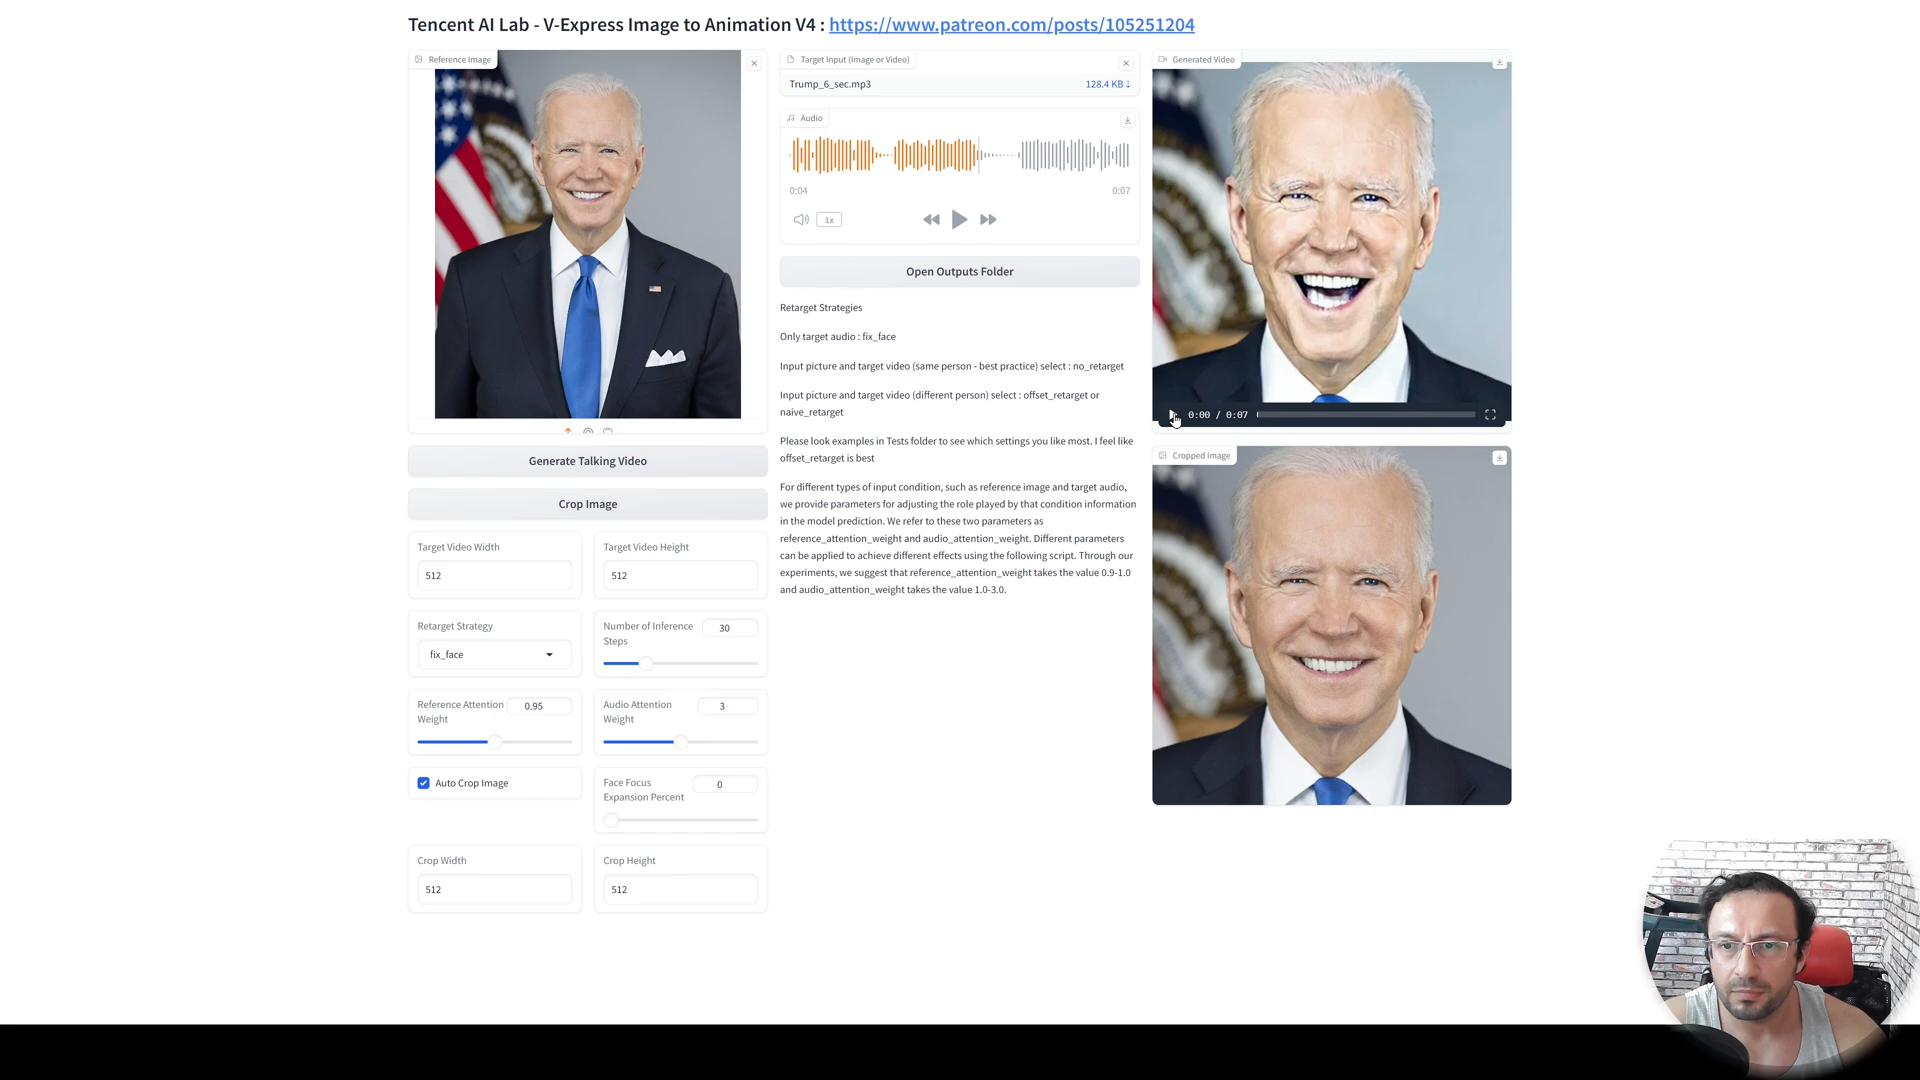 Tencent AI Lab - V-Express Image to Animation V4 : https://www.patreon.com/posts/105251204
Reference Image
Generate Talking Video
Crop Image
Target Video Width
512
Target Video Height
512
Retarget Strategy
fix_face
Number of Inference
Steps
30
Reference Attention
Weight
0.95
Audio Attention
Weight
3
Auto Crop Image
Face Focus
Expansion Percent
0
Crop Width
512
Crop Height
512
Target Input (Image or Video)
Trump_6_sec.mp3
128.4 KB ↓
Audio
0:04
0:07
1x
Open Outputs Folder
Retarget Strategies
Only target audio : fix_face
Input picture and target video (same person - best practice) select : no_retarget
Input picture and target video (different person) select : offset_retarget or
naive_retarget
Please look examples in Tests folder to see which settings you like most. I feel like
offset_retarget is best
For different types of input condition, such as reference image and target audio,
we provide parameters for adjusting the role played by that condition information
in the model prediction. We refer to these two parameters as
reference_attention_weight and audio_attention_weight. Different parameters
can be applied to achieve different effects using the following script. Through our
experiments, we suggest that reference_attention_weight takes the value 0.9-1.0
and audio_attention_weight takes the value 1.0-3.0.
Generated Video
0:00 / 0:07
Cropped Image